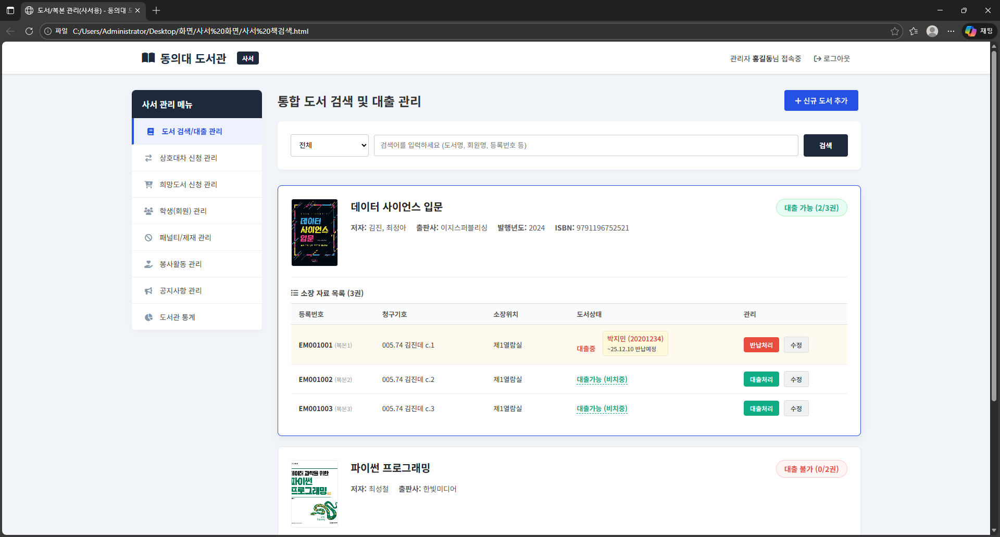 도서/복본 관리(사서용) - 동의대 도
파일 C:/Users/Administrator/Desktop/화면/사서%20화면/사서%20책검색.html
채팅
동의대 도서관 사서
관리자 홍길동님 접속중 로그아웃
사서 관리 메뉴
도서 검색/대출 관리
상호대차 신청 관리
희망도서 신청 관리
학생(회원) 관리
패널티/제재 관리
봉사활동 관리
공지사항 관리
도서관 통계
통합 도서 검색 및 대출 관리
+ 신규 도서 추가
전체 검색어를 입력하세요 (도서명, 회원명, 등록번호 등) 검색
데이터
사이언스
입문
데이터 사이언스 입문
대출 가능 (2/3권)
저자: 김진, 최정아 출판사: 이지스퍼블리싱 발행년도: 2024 ISBN: 9791196752521
소장 자료 목록 (3권)
등록번호 청구기호 소장위치 도서상태 관리
EM001001 (복본1) 005.74 김진데 c.1 제1열람실 대출중 박지민 (20201234) ~25.12.10 반납예정 반납처리 수정
EM001002 (복본2) 005.74 김진데 c.2 제1열람실 대출가능 (비치중) 대출처리 수정
EM001003 (복본3) 005.74 김진데 c.3 제1열람실 대출가능 (비치중) 대출처리 수정
데이터 과학을 위한
파이썬
프로그래밍
파이썬 프로그래밍
대출 불가 (0/2권)
저자: 최성철 출판사: 한빛미디어